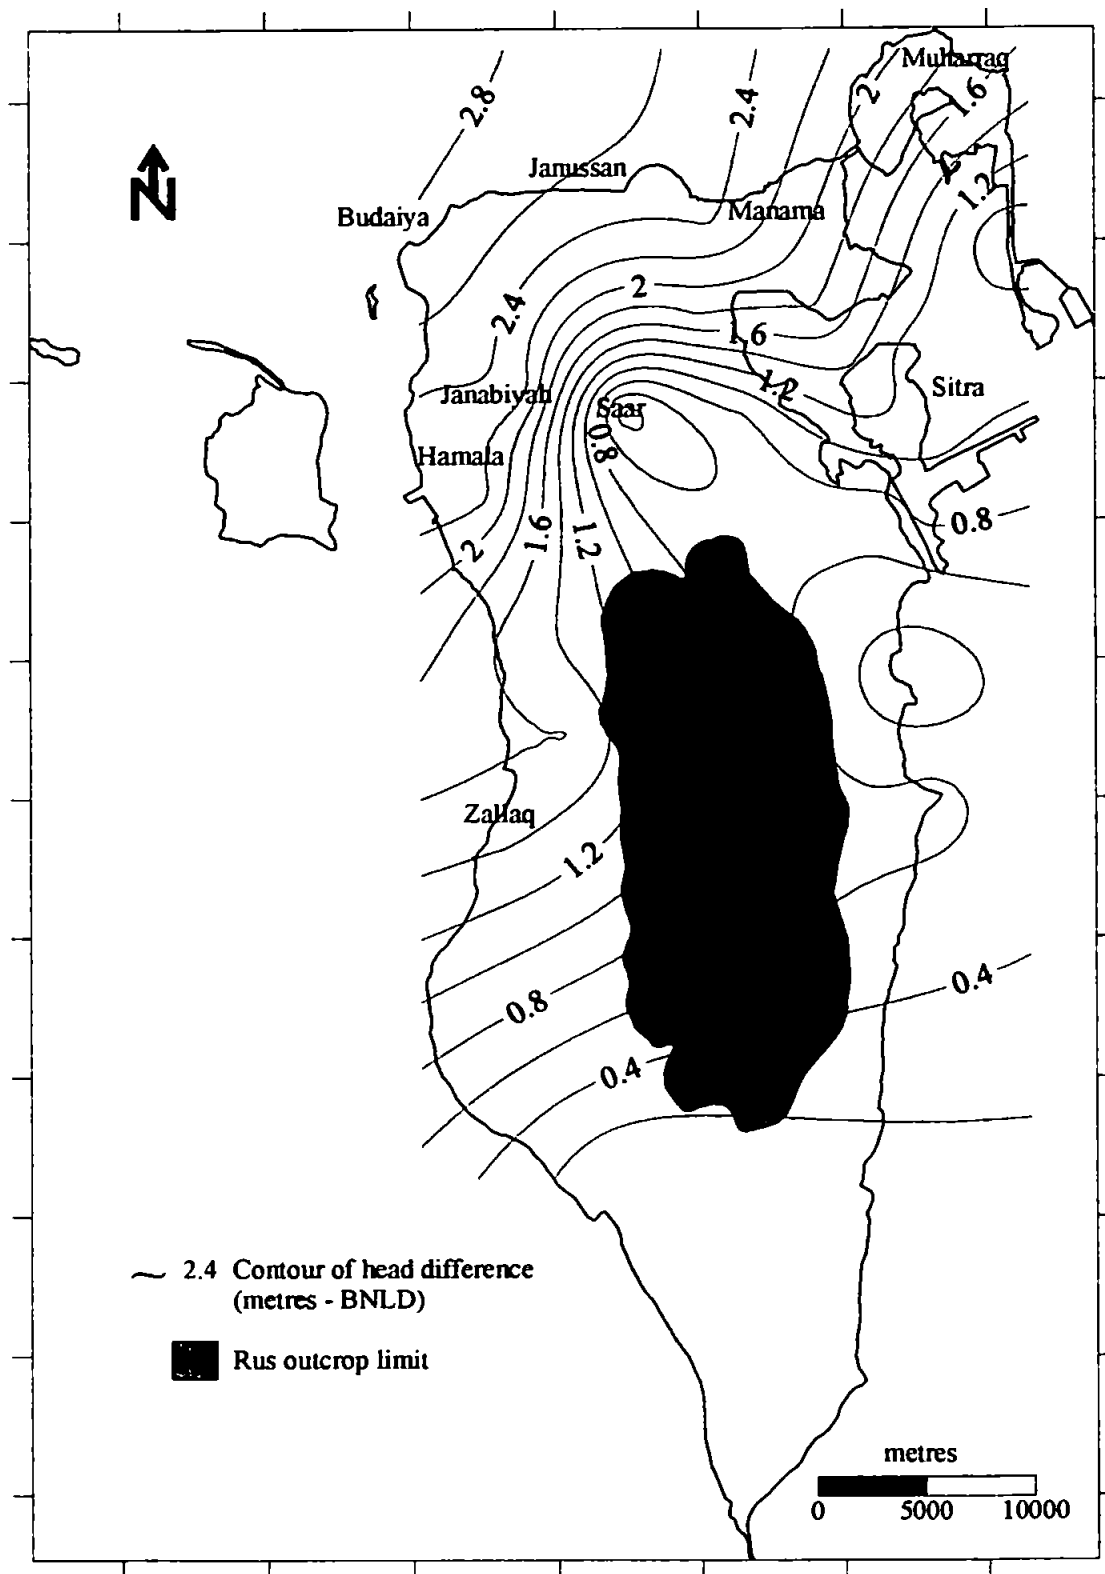 Muharraq
2.8
2.4
2
1.6
N
Janussan
1.2
Budaiya
Manama
2
2.4
1.6
1.2
Janabiyah
Saar
Sitra
0.8
Hamala
1.6
1.2
2
0.8
Zallaq
1.2
0.4
0.8
0.4
2.4 Contour of head difference
(metres - BNLD)
Rus outcrop limit
metres
0 5000 10000